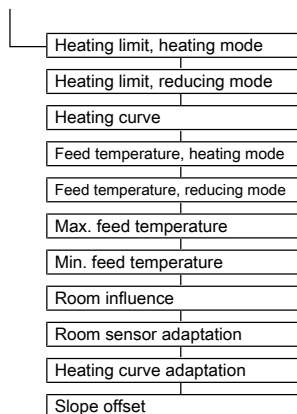 Heating limit, heating mode
Heating limit, reducing mode
Heating curve
Feed temperature, heating mode
Feed temperature, reducing mode
Max. feed temperature
Min. feed temperature
Room influence
Room sensor adaptation
Heating curve adaptation
Slope offset